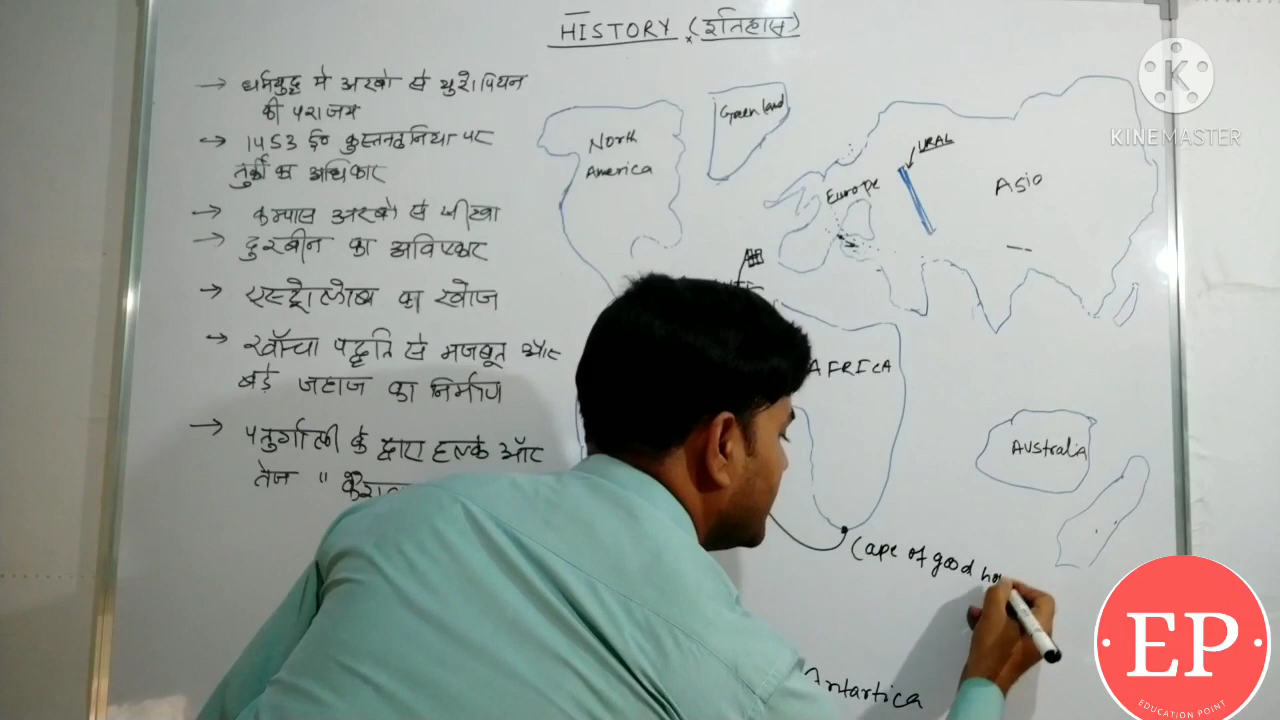 HISTORY (इतिहास)
→ धर्मयुद्ध में अरबों से युरोपियन
की पराजय
→ 1453 ई० कुस्तुनतुनिया पर
तुर्की का अधिकार
→ कम्पास अरबों से सीखा
→ दुरबीन का अविष्कार
→ एस्ट्रोलोब्य का खोज
→ खॉन्चा पद्धति से मजबूत और
बड़े जहाज का निर्माण
→ पुर्तगाली के द्वारा हल्के और
तेज "
North
America
Greenland
Europe
URAL
Asia
AFRICA
Australia
Cape of good ho
Antartica
K
KINEMASTER
EP
EDUCATION POINT